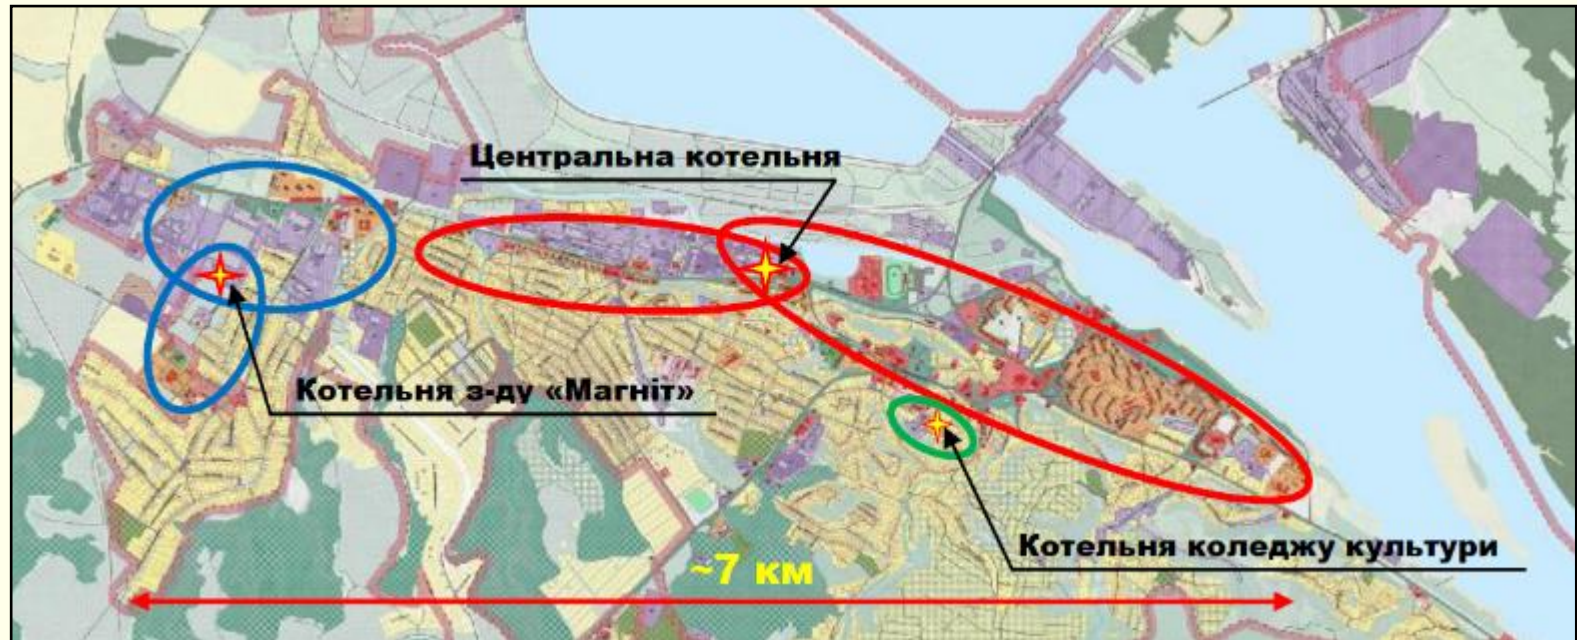 Центральна котельня
Котельня з-ду «Магніт»
Котельня коледжу культури
~7 км